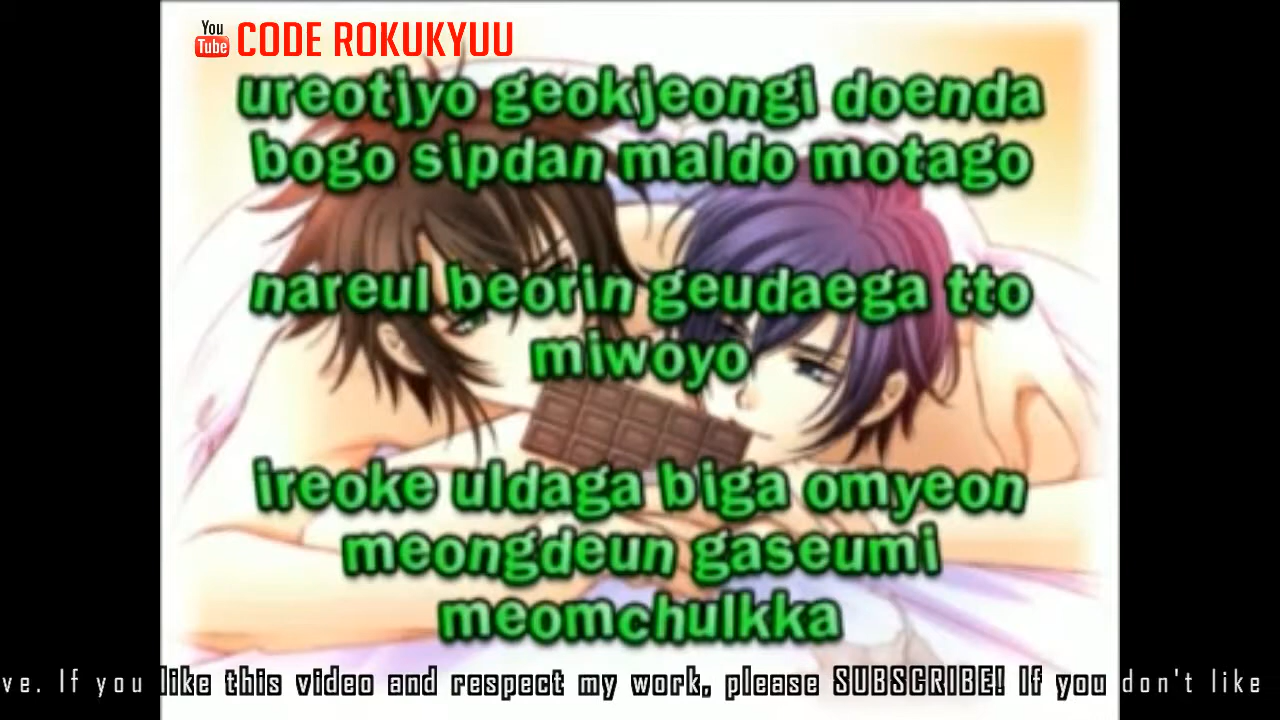 You Tube CODE ROKUKYUU
ureotjyo geokjeongi doenda
bogo sipdan maldo motago
nareul beorin geudaega tto
miwoyo
ireoke uldaga biga omyeon
meongdeun gaseumi
meomchulkka
ve. If you like this video and respect my work, please SUBSCRIBE! If you don't like